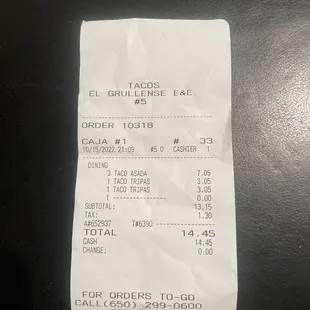 TACOS
EL GRULLENSE E&E
#5
ORDER 10318
CAJA #1 # 33
10/15/2022 21:09 #5 0 CASHIER 1
DINING
3 TACO ASADA 7.05
1 TACO TRIPAS 3.05
1 TACO TRIPAS 3.05
1 ---------- 0.00
SUBTOTAL: 13.15
TAX: 1.30
A#652937 T#6390
TOTAL 14.45
CASH 14.45
CHANGE: 0.00
FOR ORDERS TO-GO
CALL(650) 299-0600